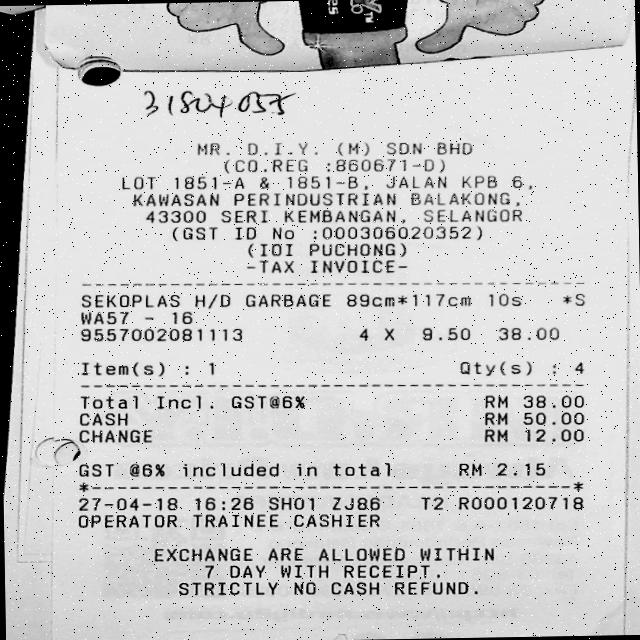 31804055
MR. D.I.Y. (M) SDN BHD
(CO.REG :860671-D)
LOT 1851-A & 1851-B, JALAN KPB 6,
KAWASAN PERINDUSTRIAN BALAKONG,
43300 SERI KEMBANGAN, SELANGOR
(GST ID No :000306020352)
(IOI PUCHONG)
-TAX INVOICE-
SEKOPLAS H/D GARBAGE 89cm*117cm 10s *S
WA57 - 16
9557002081113 4 X 9.50 38.00
Item(s) : 1 Qty(s) : 4
Total Incl. GST@6% RM 38.00
CASH RM 50.00
CHANGE RM 12.00
GST @6% included in total RM 2.15
27-04-18 16:26 SH01 ZJ86 T2 R000120718
OPERATOR TRAINEE CASHIER
EXCHANGE ARE ALLOWED WITHIN
7 DAY WITH RECEIPT.
STRICTLY NO CASH REFUND.